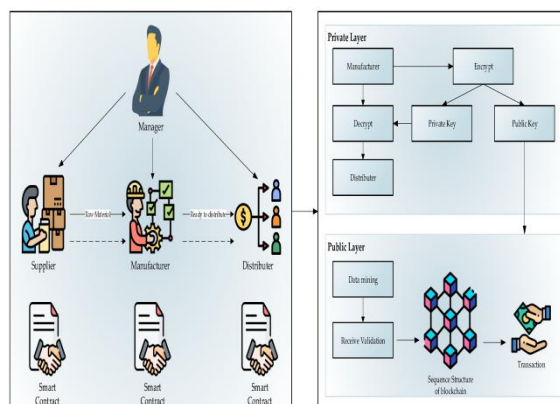 Manager
Raw Material
Ready to distribute
Supplier
Manufacturer
Distributer
Smart
Contract
Smart
Contract
Smart
Contract
Private Layer
Manufacturer
Encrypt
Decrypt
Private Key
Public Key
Distributer
Public Layer
Data mining
Receive Validation
Sequence Structure
of blockchain
Transaction